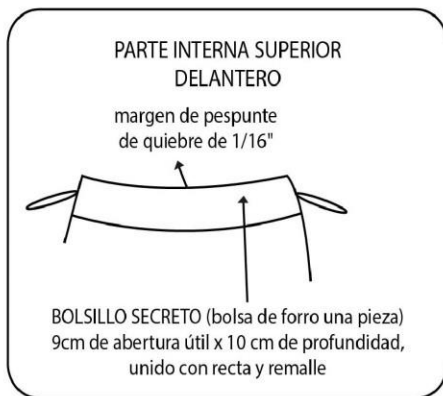 PARTE INTERNA SUPERIOR
DELANTERO
margen de pespunte
de quiebre de 1/16"
BOLSILLO SECRETO (bolsa de forro una pieza)
9cm de abertura útil x 10 cm de profundidad,
unido con recta y remalle